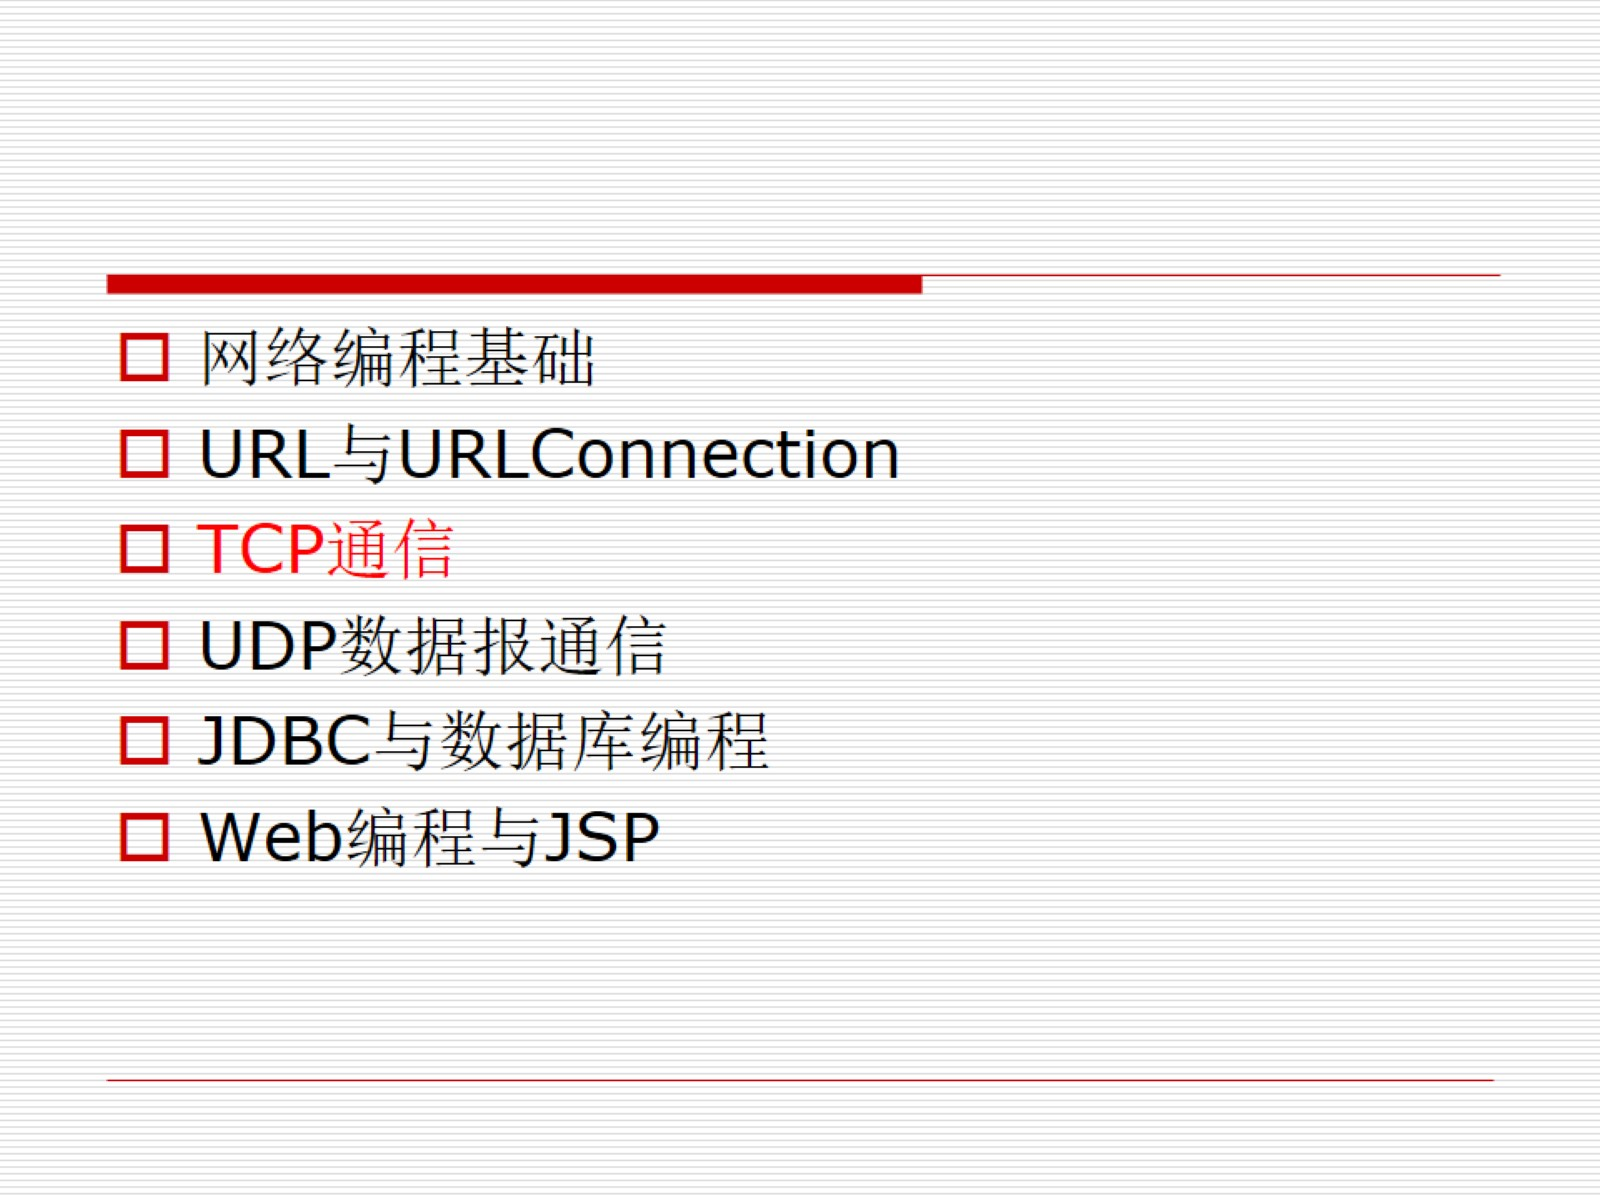 网络编程基础
URL与URLConnection
TCP通信
UDP数据报通信
JDBC与数据库编程
Web编程与JSP